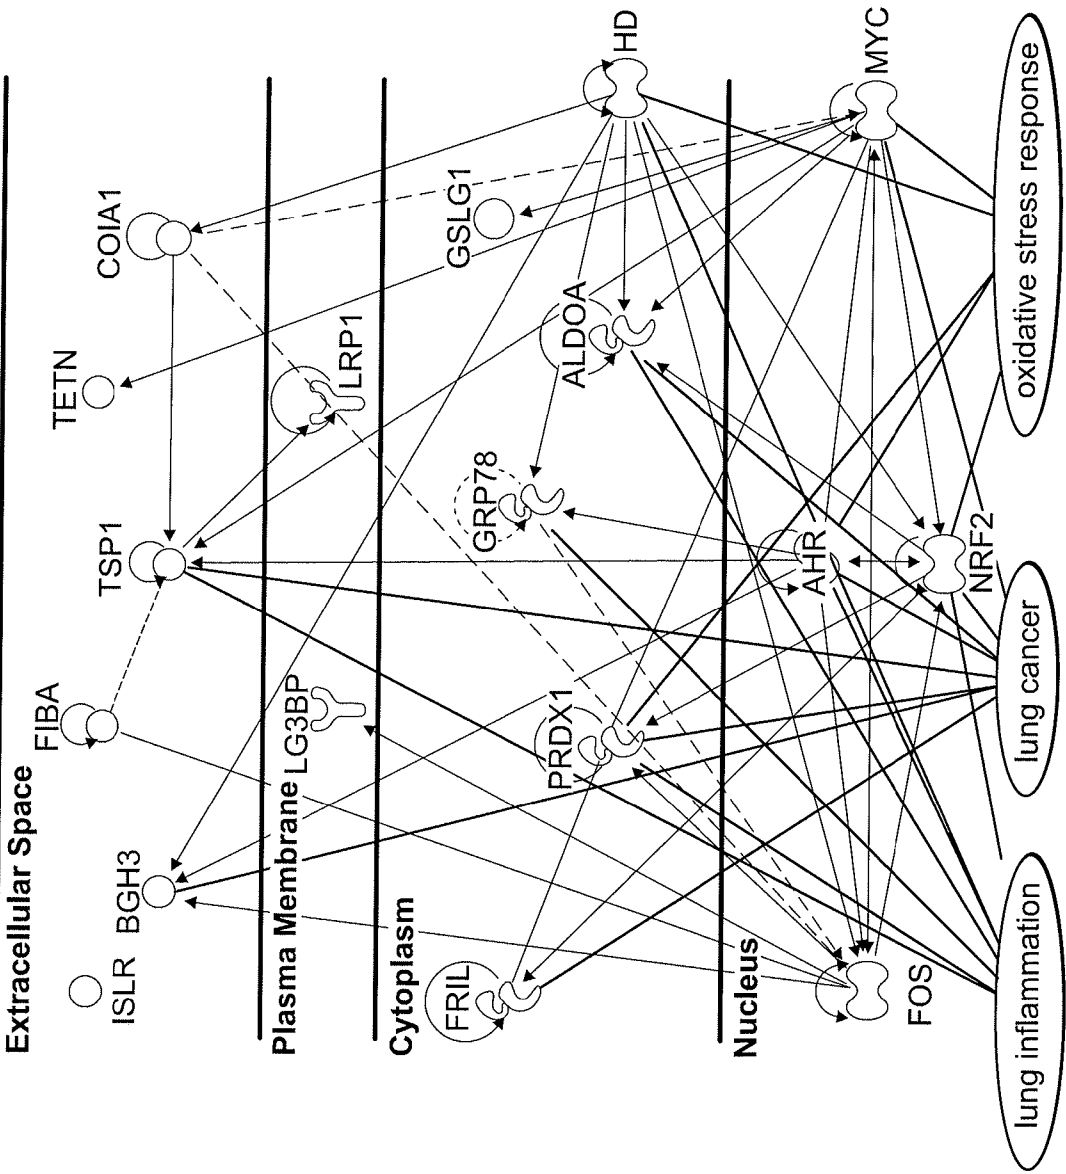 Extracellular Space
ISLR
BGH3
FIBA
TSP1
TETN
COIA1
Plasma Membrane
LG3BP
LRP1
Cytoplasm
FRIL
PRDX1
GRP78
ALDOA
GSLG1
HD
Nucleus
FOS
AHR
NRF2
MYC
lung inflammation
lung cancer
oxidative stress response